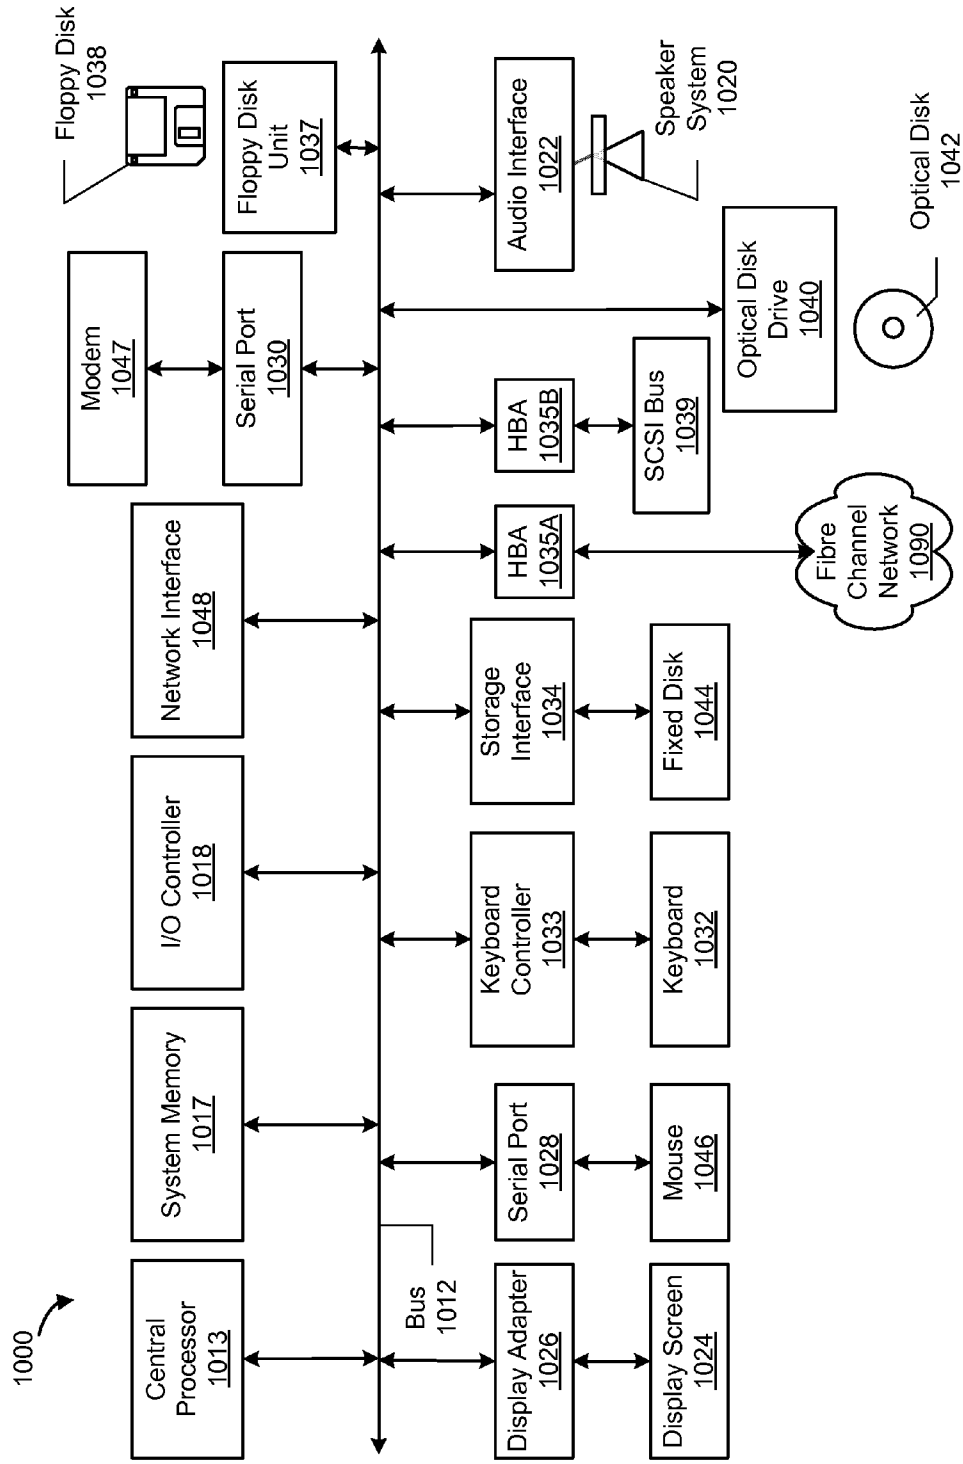 1000
Central
Processor
1013
System Memory
1017
I/O Controller
1018
Network Interface
1048
Modem
1047
Serial Port
1030
Floppy Disk
1038
Floppy Disk
Unit
1037
Bus
1012
Display Adapter
1026
Display Screen
1024
Serial Port
1028
Mouse
1046
Keyboard
Controller
1033
Keyboard
1032
Storage
Interface
1034
Fixed Disk
1044
HBA
1035A
Fibre
Channel
Network
1090
HBA
1035B
SCSI Bus
1039
Optical Disk
Drive
1040
Optical Disk
1042
Audio Interface
1022
Speaker
System
1020